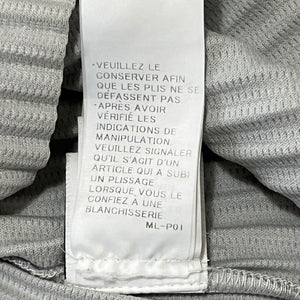 ・VEUILLEZ LE
CONSERVER AFIN
QUE LES PLIS NE SE
DÉFASSENT PAS
・APRÈS AVOIR
VÉRIFIÉ LES
INDICATIONS DE
MANIPULATION,
VEUILLEZ SIGNALER
QU'IL S'AGIT D'UN
ARTICLE QUI A SUBI
UN PLISSAGE
LORSQUE VOUS LE
CONFIEZ À UNE
BLANCHISSERIE
ML-P01